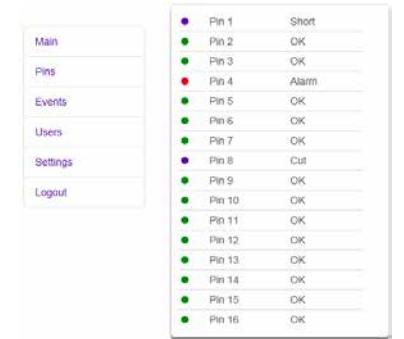 Main
Pins
Events
Users
Settings
Logout
Pin 1 Short
Pin 2 OK
Pin 3 OK
Pin 4 Alarm
Pin 5 OK
Pin 6 OK
Pin 7 OK
Pin 8 Cut
Pin 9 OK
Pin 10 OK
Pin 11 OK
Pin 12 OK
Pin 13 OK
Pin 14 OK
Pin 15 OK
Pin 16 OK